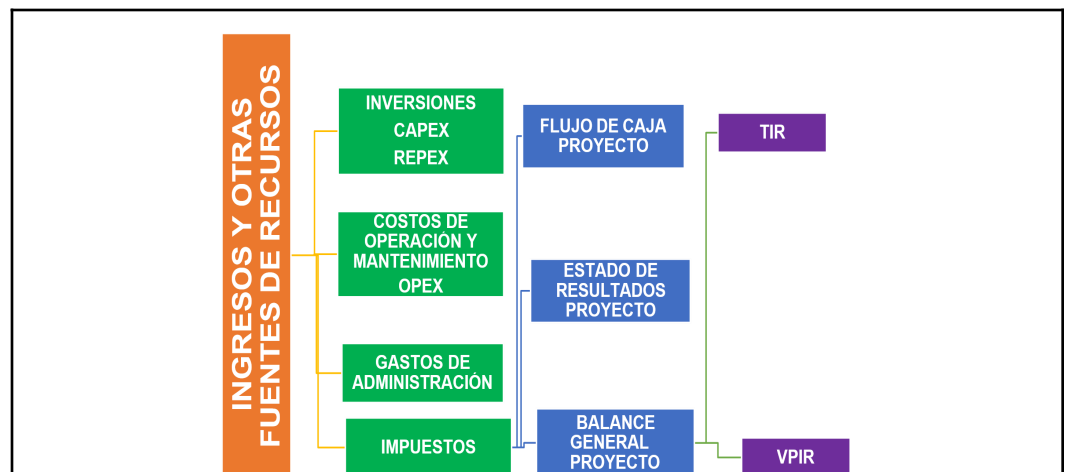 INGRESOS Y OTRAS
FUENTES DE RECURSOS
INVERSIONES
CAPEX
REPEX
COSTOS DE
OPERACIÓN Y
MANTENIMIENTO
OPEX
GASTOS DE
ADMINISTRACIÓN
IMPUESTOS
FLUJO DE CAJA
PROYECTO
ESTADO DE
RESULTADOS
PROYECTO
BALANCE
GENERAL
PROYECTO
TIR
VPIR